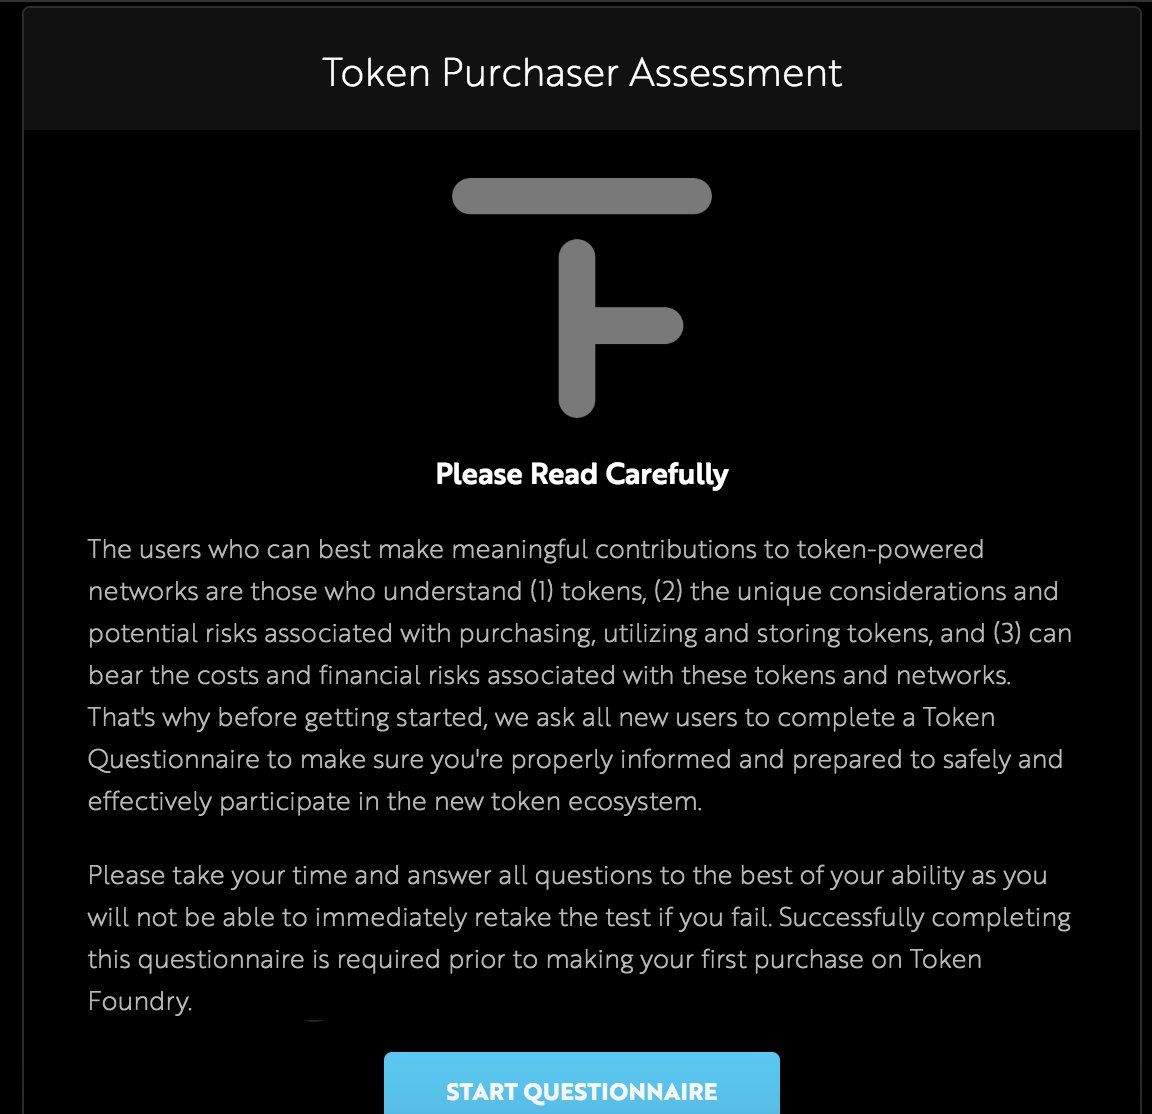 Token Purchaser Assessment
Please Read Carefully
The users who can best make meaningful contributions to token-powered
networks are those who understand (1) tokens, (2) the unique considerations and
potential risks associated with purchasing, utilizing and storing tokens, and (3) can
bear the costs and financial risks associated with these tokens and networks.
That's why before getting started, we ask all new users to complete a Token
Questionnaire to make sure you're properly informed and prepared to safely and
effectively participate in the new token ecosystem.
Please take your time and answer all questions to the best of your ability as you
will not be able to immediately retake the test if you fail. Successfully completing
this questionnaire is required prior to making your first purchase on Token
Foundry.
START QUESTIONNAIRE